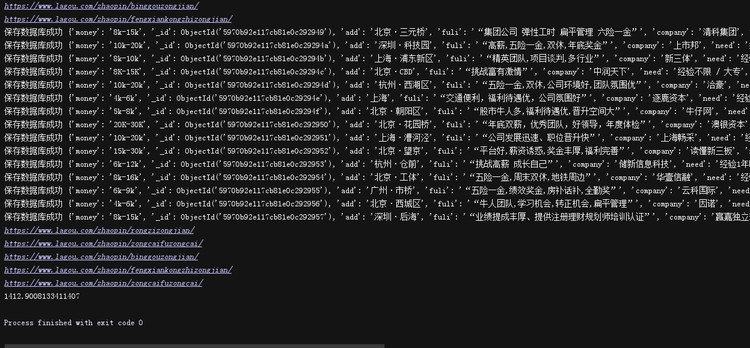 https://www.lagou.com/zhaopin/binggouzongjian/
https://www.lagou.com/zhaopin/fengxiankongzhizongjian/
保存数据库成功 {'money': '8k-15k', '_id': ObjectId('5970b92e117cb81e0c292949'), 'add': '北京·三元桥', 'fuli': '“集团公司 弹性工时 扁平管理 六险一金”', 'company': '清科集团',
保存数据库成功 {'money': '10k-20k', '_id': ObjectId('5970b92e117cb81e0c29294a'), 'add': '深圳·科技园', 'fuli': '“高薪,五险一金,双休,年底奖金”', 'company': '上市邦', 'need':
保存数据库成功 {'money': '8k-10k', '_id': ObjectId('5970b92e117cb81e0c29294b'), 'add': '上海·浦东新区', 'fuli': '“精英团队,项目谈判,多行业”', 'company': '新三体', 'need': '经
保存数据库成功 {'money': '8K-15K', '_id': ObjectId('5970b92e117cb81e0c29294c'), 'add': '北京·CBD', 'fuli': '“挑战富有激情”', 'company': '中润天下', 'need': '经验不限 / 大专',
保存数据库成功 {'money': '10k-20k', '_id': ObjectId('5970b92e117cb81e0c29294d'), 'add': '杭州·西湖区', 'fuli': '“五险一金,双休,公司环境好,团队氛围优”', 'company': '洽豪', 'need':
保存数据库成功 {'money': '4k-6k', '_id': ObjectId('5970b92e117cb81e0c29294e'), 'add': '上海', 'fuli': '“交通便利,福利待遇优,公司氛围好”', 'company': '逐鹿资本', 'need':
保存数据库成功 {'money': '5k-8k', '_id': ObjectId('5970b92e117cb81e0c29294f'), 'add': '北京·朝阳区', 'fuli': '“股市牛人多,福利待遇优,晋升空间大”', 'company': '牛仔网', 'need':
保存数据库成功 {'money': '20K-30K', '_id': ObjectId('5970b92e117cb81e0c292950'), 'add': '北京·花园桥', 'fuli': '“年底双薪,优秀团队,好领导,年度体检”', 'company': '满银资本'
保存数据库成功 {'money': '10k-20k', '_id': ObjectId('5970b92e117cb81e0c292951'), 'add': '上海·漕河泾', 'fuli': '“公司发展迅速、职位晋升快”', 'company': '上海畅采', 'need':
保存数据库成功 {'money': '15k-30k', '_id': ObjectId('5970b92e117cb81e0c292952'), 'add': '北京·望京', 'fuli': '“平台好,薪资诱惑,奖金丰厚,福利完善”', 'company': '读懂新三板',
保存数据库成功 {'money': '6k-12k', '_id': ObjectId('5970b92e117cb81e0c292953'), 'add': '杭州·仓前', 'fuli': '“挑战高薪 成长自己”', 'company': '储新信息科技', 'need': '经验1年
保存数据库成功 {'money': '8k-16k', '_id': ObjectId('5970b92e117cb81e0c292954'), 'add': '北京·工体', 'fuli': '“五险一金,周末双休,地铁周边”', 'company': '华壹信融', 'need': '经
保存数据库成功 {'money': '6k-9k', '_id': ObjectId('5970b92e117cb81e0c292955'), 'add': '广州·市桥', 'fuli': '“五险一金,绩效奖金,房补话补,全勤奖”', 'company': '云科国际', 'need':
保存数据库成功 {'money': '4k-6k', '_id': ObjectId('5970b92e117cb81e0c292956'), 'add': '北京·西城区', 'fuli': '“牛人团队,学习机会,转正机会,扁平管理”', 'company': '因诺', 'need':
保存数据库成功 {'money': '8k-15k', '_id': ObjectId('5970b92e117cb81e0c292957'), 'add': '深圳·后海', 'fuli': '“业绩提成丰厚、提供注册理财规划师培训认证”', 'company': '嬴嘉独立
https://www.lagou.com/zhaopin/rongzizongjian/
https://www.lagou.com/zhaopin/zongcaifuzongcai/
https://www.lagou.com/zhaopin/binggouzongjian/
https://www.lagou.com/zhaopin/fengxiankongzhizongjian/
https://www.lagou.com/zhaopin/zongcaifuzongcai/
1412.9008133411407
Process finished with exit code 0